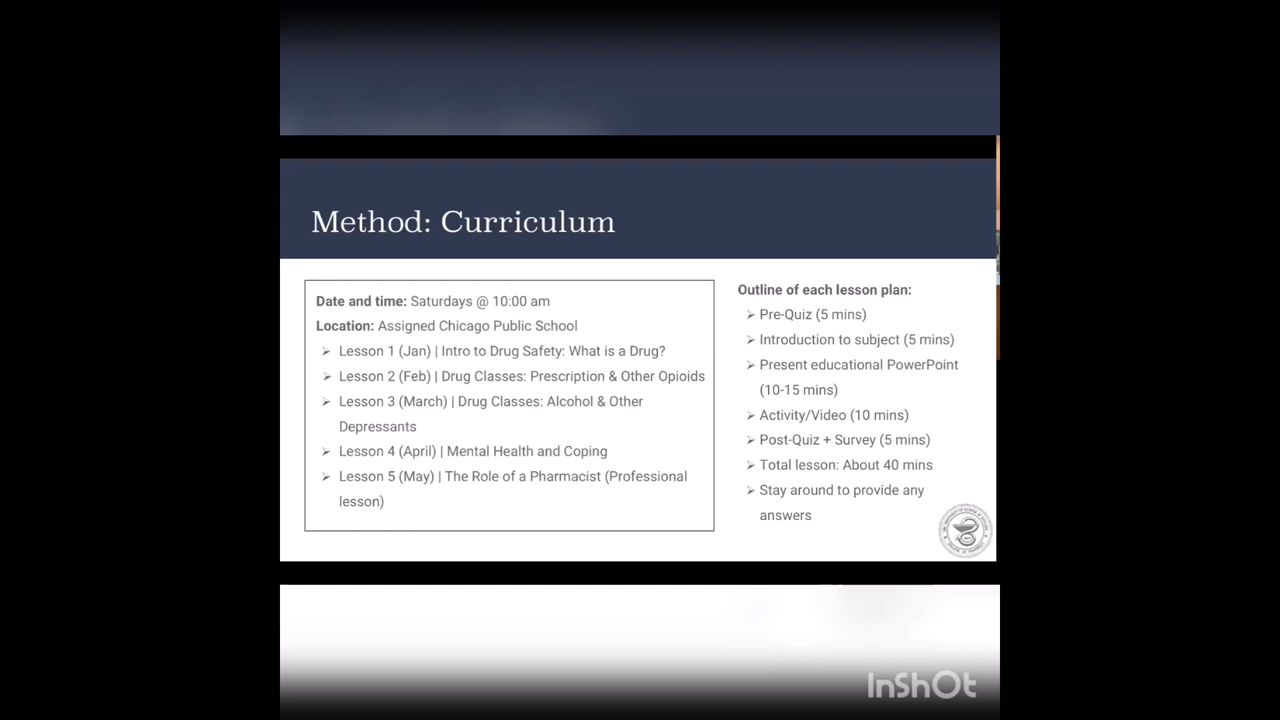 Method: Curriculum
Date and time: Saturdays @ 10:00 am
Location: Assigned Chicago Public School
➢ Lesson 1 (Jan) | Intro to Drug Safety: What is a Drug?
➢ Lesson 2 (Feb) | Drug Classes: Prescription & Other Opioids
➢ Lesson 3 (March) | Drug Classes: Alcohol & Other
Depressants
➢ Lesson 4 (April) | Mental Health and Coping
➢ Lesson 5 (May) | The Role of a Pharmacist (Professional
lesson)
Outline of each lesson plan:
➢ Pre-Quiz (5 mins)
➢ Introduction to subject (5 mins)
➢ Present educational PowerPoint
(10-15 mins)
➢ Activity/Video (10 mins)
➢ Post-Quiz + Survey (5 mins)
➢ Total lesson: About 40 mins
➢ Stay around to provide any
answers
InShOt